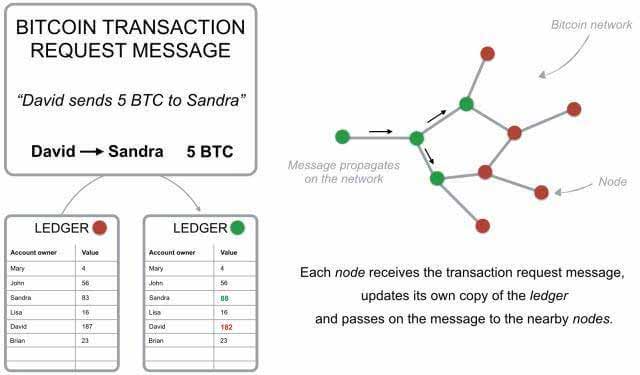 BITCOIN TRANSACTION
REQUEST MESSAGE
“David sends 5 BTC to Sandra”
David → Sandra 5 BTC
LEDGER
Account owner Value
Mary 4
John 56
Sandra 83
Lisa 16
David 187
Brian 23
LEDGER
Account owner Value
Mary 4
John 56
Sandra 88
Lisa 16
David 182
Brian 23
Bitcoin network
Message propagates
on the network
Node
Each node receives the transaction request message,
updates its own copy of the ledger
and passes on the message to the nearby nodes.